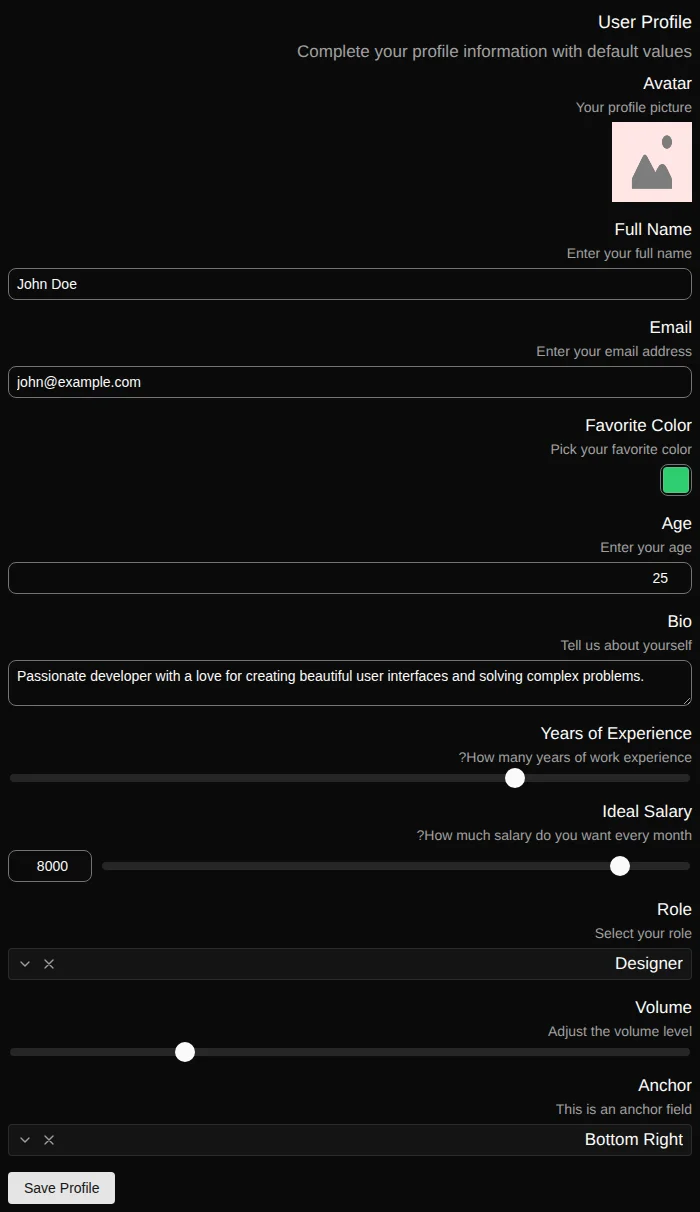 User Profile
Complete your profile information with default values
Avatar
Your profile picture
Full Name
Enter your full name
John Doe
Email
Enter your email address
john@example.com
Favorite Color
Pick your favorite color
Age
Enter your age
25
Bio
Tell us about yourself
Passionate developer with a love for creating beautiful user interfaces and solving complex problems.
Years of Experience
?How many years of work experience
Ideal Salary
?How much salary do you want every month
8000
Role
Select your role
Designer
Volume
Adjust the volume level
Anchor
This is an anchor field
Bottom Right
Save Profile